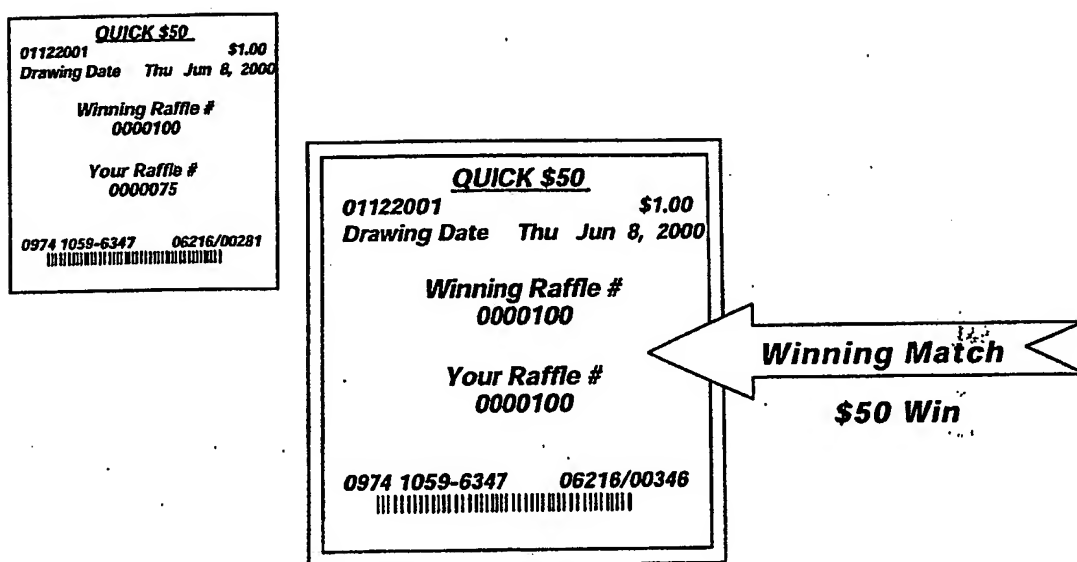 QUICK $50
01122001 $1.00
Drawing Date Thu Jun 8, 2000
Winning Raffle #
0000100
Your Raffle #
0000075
0974 1059-6347 06216/00281
QUICK $50
01122001 $1.00
Drawing Date Thu Jun 8, 2000
Winning Raffle #
0000100
Your Raffle #
0000100
0974 1059-6347 06216/00346
Winning Match
$50 Win